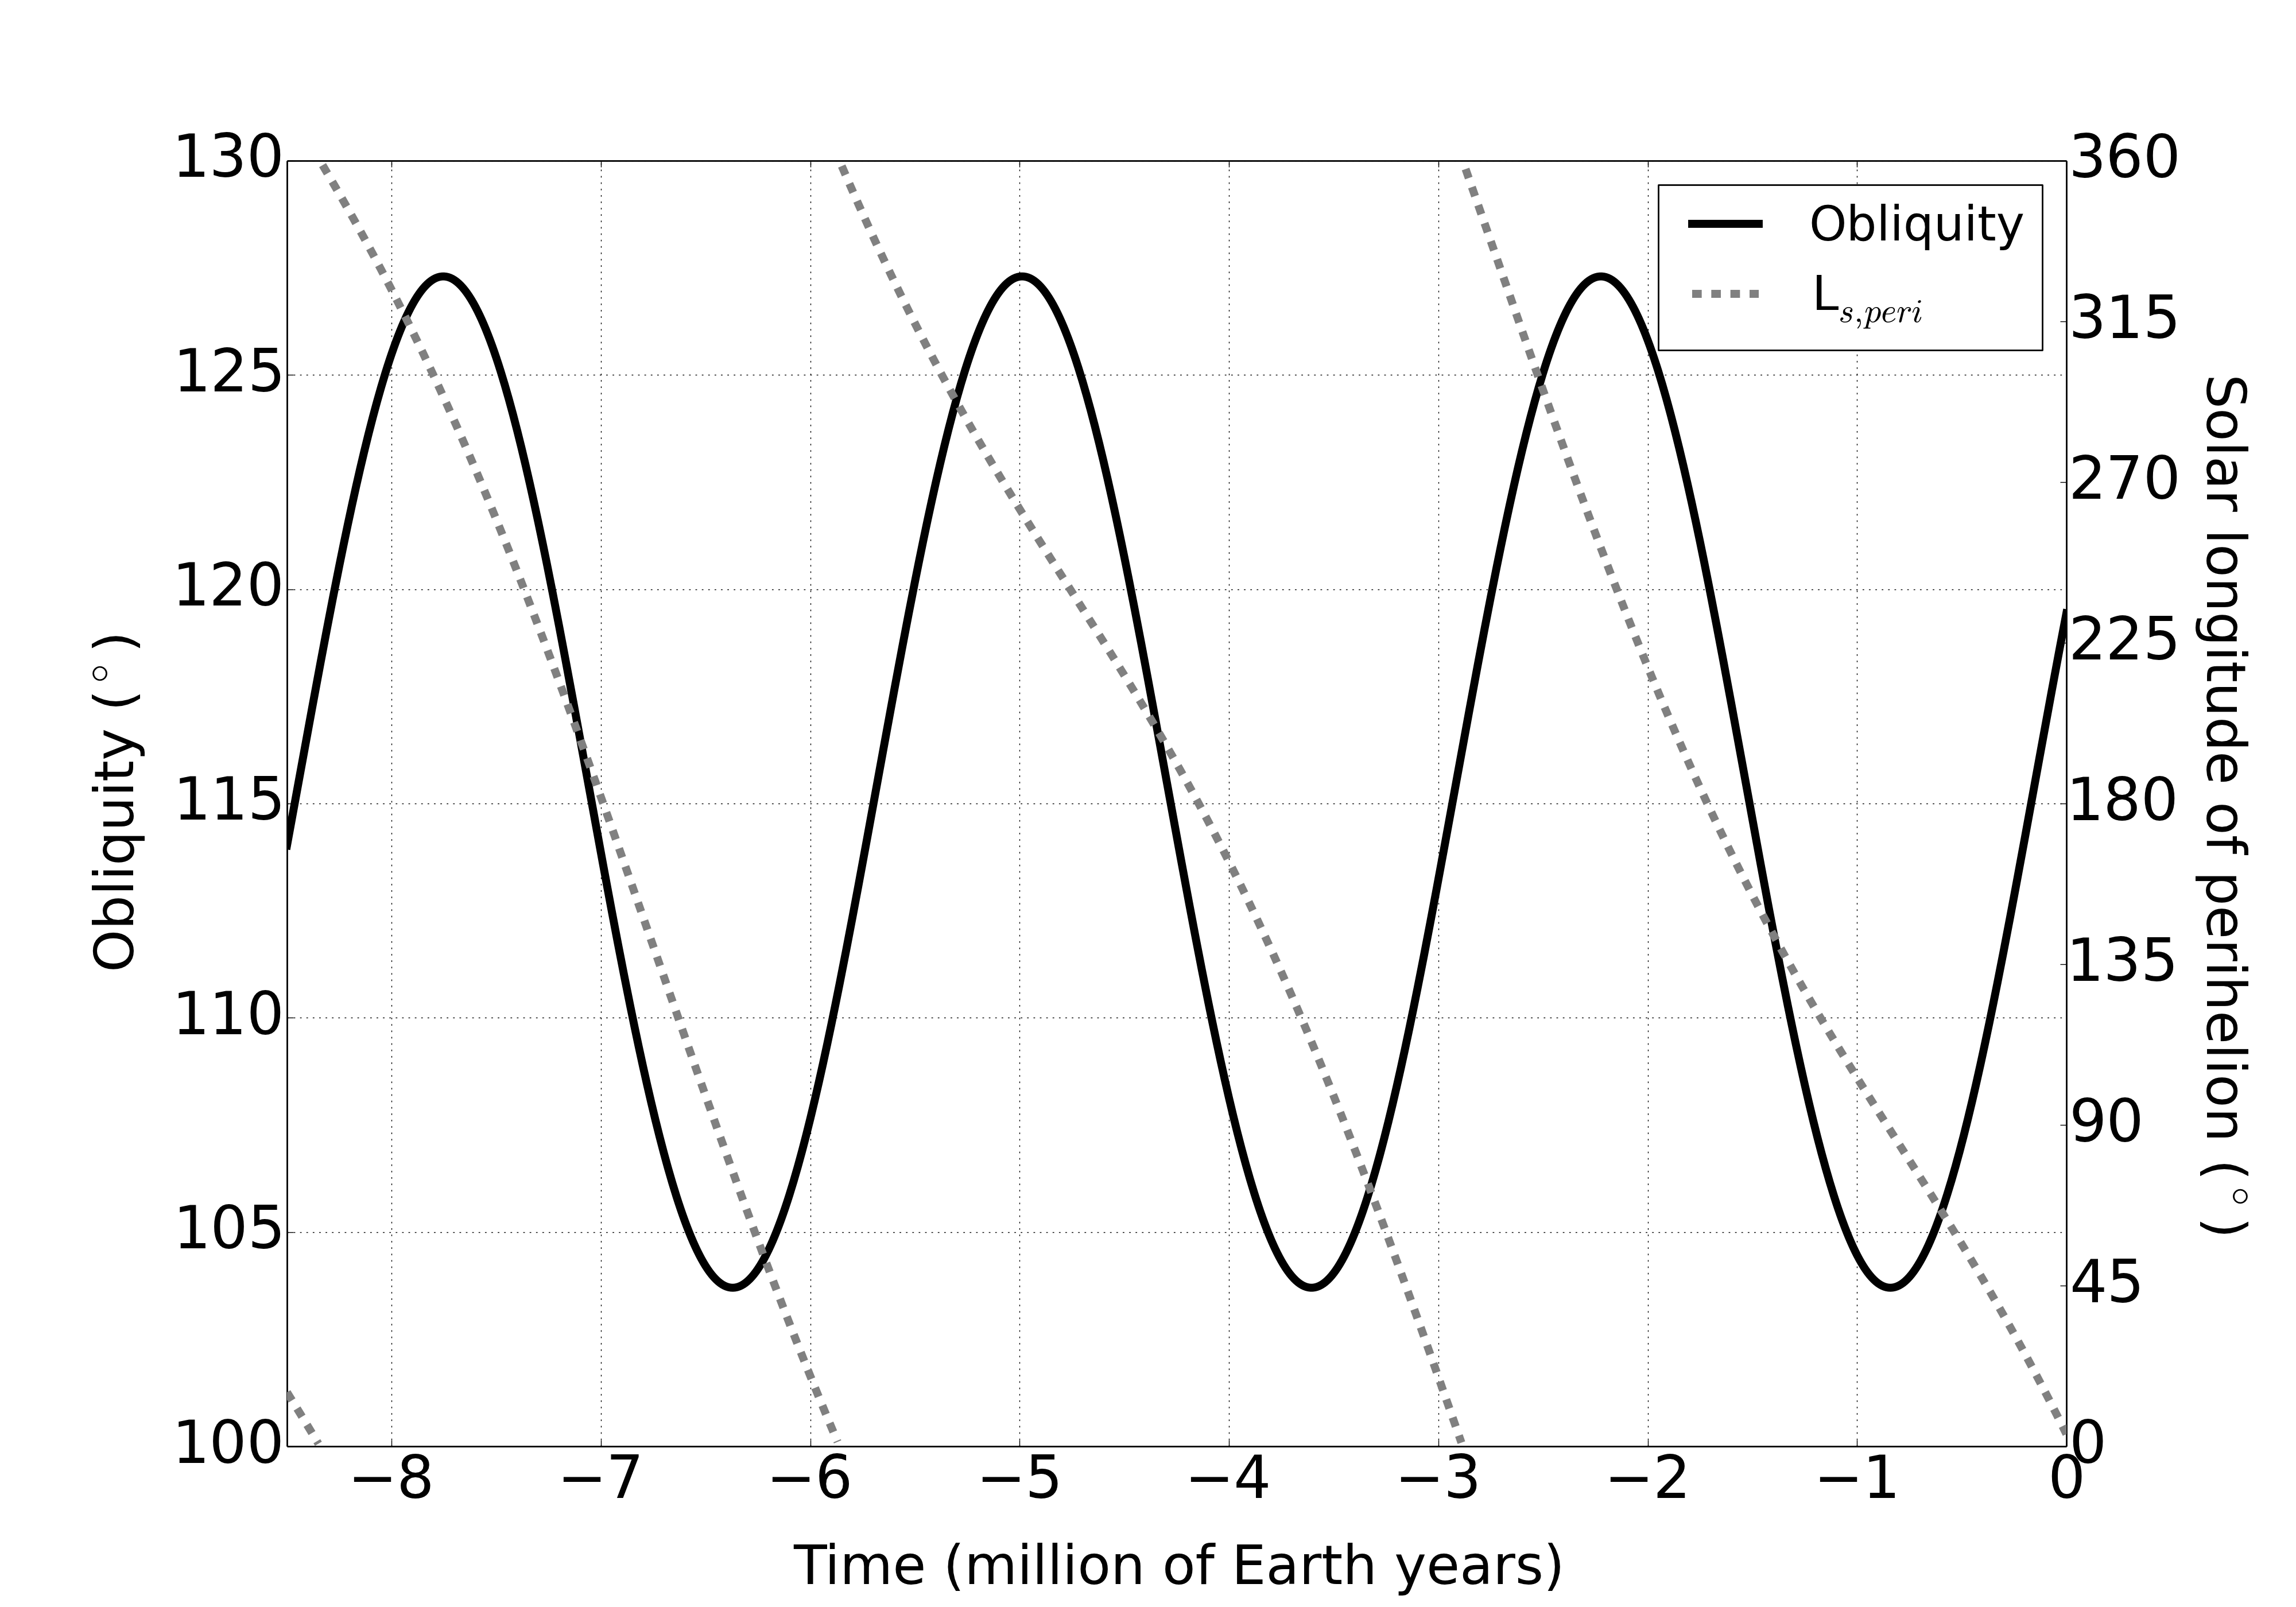 130
125
120
115
110
105
100
Obliquity (°)
360
315
270
225
180
135
90
45
0
Solar longitude of perihelion (°)
Obliquity
L_{s,peri}
−8 −7 −6 −5 −4 −3 −2 −1 0
Time (million of Earth years)